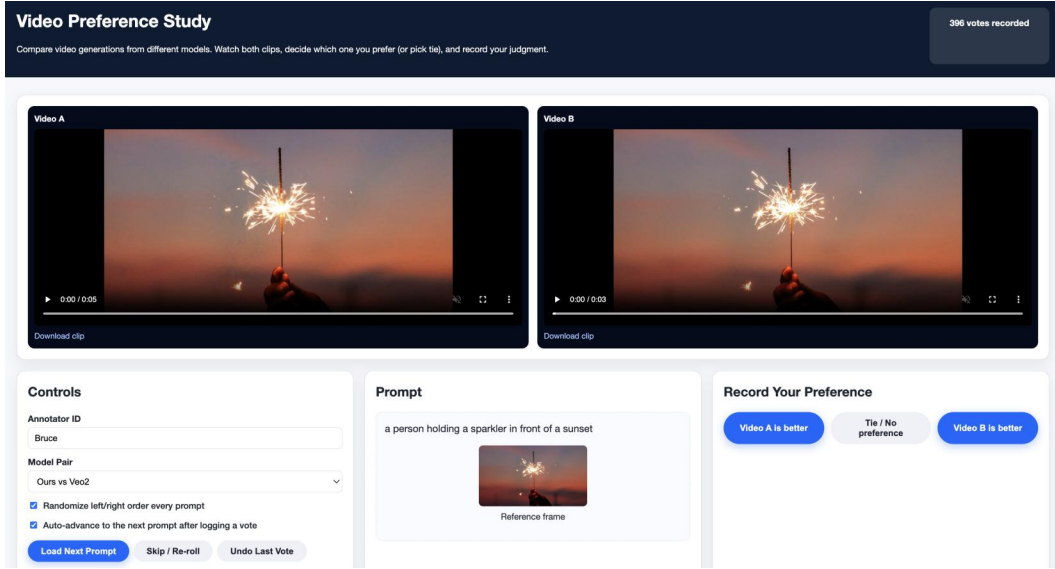 Video Preference Study
396 votes recorded
Compare video generations from different models. Watch both clips, decide which one you prefer (or pick tie), and record your judgment.
Video A
0:00 / 0:05
Download clip
Video B
0:00 / 0:03
Download clip
Controls
Annotator ID
Bruce
Model Pair
Ours vs Veo2
Randomize left/right order every prompt
Auto-advance to the next prompt after logging a vote
Load Next Prompt
Skip / Re-roll
Undo Last Vote
Prompt
a person holding a sparkler in front of a sunset
Reference frame
Record Your Preference
Video A is better
Tie / No
preference
Video B is better